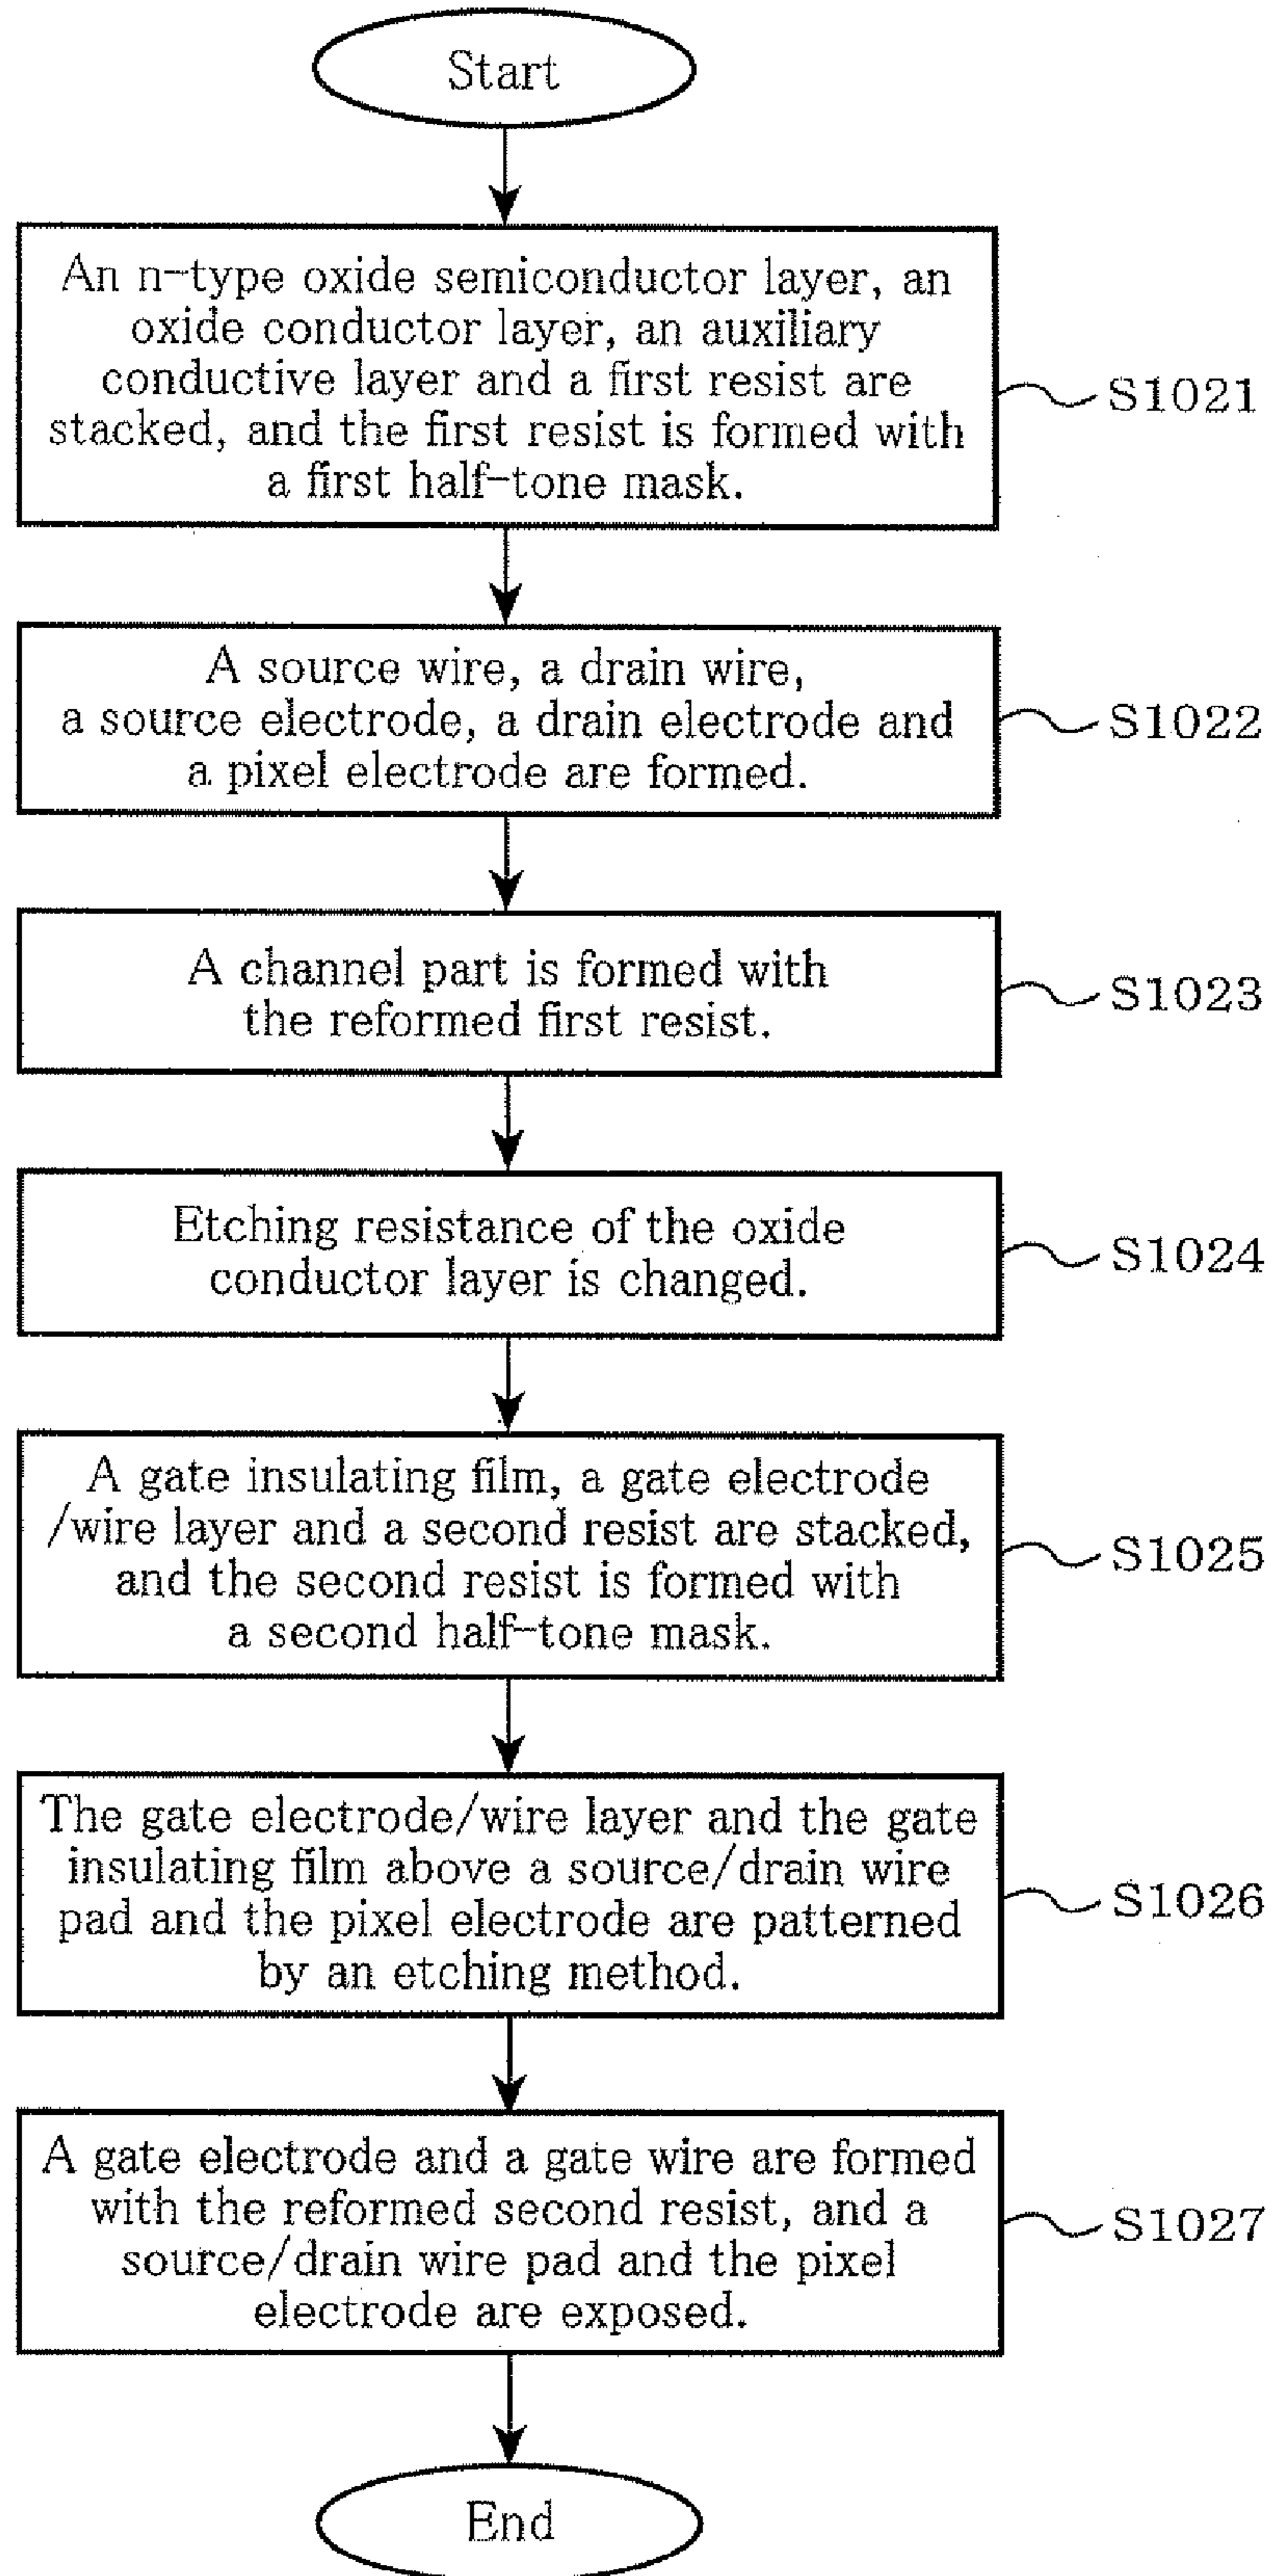 Start
An n-type oxide semiconductor layer, an
oxide conductor layer, an auxiliary
conductive layer and a first resist are
stacked, and the first resist is formed with
a first half-tone mask.
S1021
A source wire, a drain wire,
a source electrode, a drain electrode and
a pixel electrode are formed.
S1022
A channel part is formed with
the reformed first resist.
S1023
Etching resistance of the oxide
conductor layer is changed.
S1024
A gate insulating film, a gate electrode
/wire layer and a second resist are stacked,
and the second resist is formed with
a second half-tone mask.
S1025
The gate electrode/wire layer and the gate
insulating film above a source/drain wire
pad and the pixel electrode are patterned
by an etching method.
S1026
A gate electrode and a gate wire are formed
with the reformed second resist, and a
source/drain wire pad and the pixel
electrode are exposed.
S1027
End